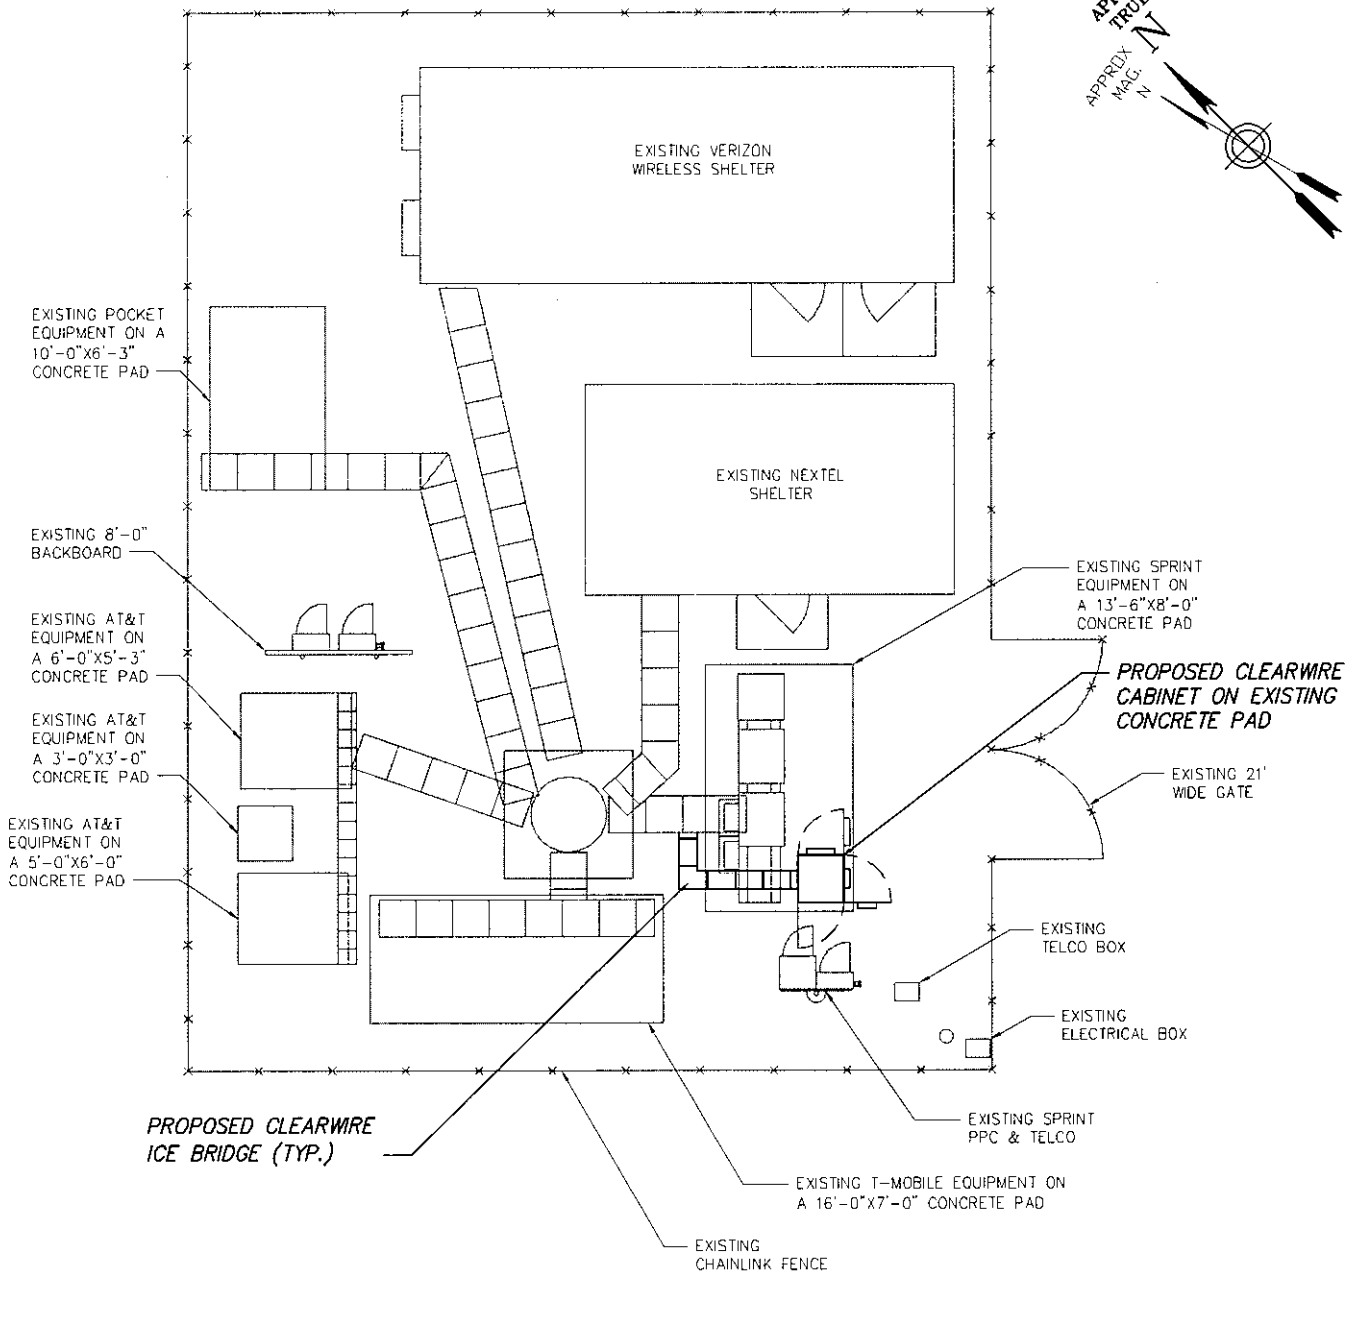 TRUE
N
APPROX
MAG.
N
EXISTING VERIZON
WIRELESS SHELTER
EXISTING POCKET
EQUIPMENT ON A
10'-0"X6'-3"
CONCRETE PAD
EXISTING NEXTEL
SHELTER
EXISTING 8'-0"
BACKBOARD
EXISTING SPRINT
EQUIPMENT ON
A 13'-6"X8'-0"
CONCRETE PAD
EXISTING AT&T
EQUIPMENT ON
A 6'-0"X5'-3"
CONCRETE PAD
PROPOSED CLEARWIRE
CABINET ON EXISTING
CONCRETE PAD
EXISTING AT&T
EQUIPMENT ON
A 3'-0"X3'-0"
CONCRETE PAD
EXISTING 21'
WIDE GATE
EXISTING AT&T
EQUIPMENT ON
A 5'-0"X6'-0"
CONCRETE PAD
EXISTING
TELCO BOX
EXISTING
ELECTRICAL BOX
PROPOSED CLEARWIRE
ICE BRIDGE (TYP.)
EXISTING SPRINT
PPC & TELCO
EXISTING T-MOBILE EQUIPMENT ON
A 16'-0"X7'-0" CONCRETE PAD
EXISTING
CHAINLINK FENCE